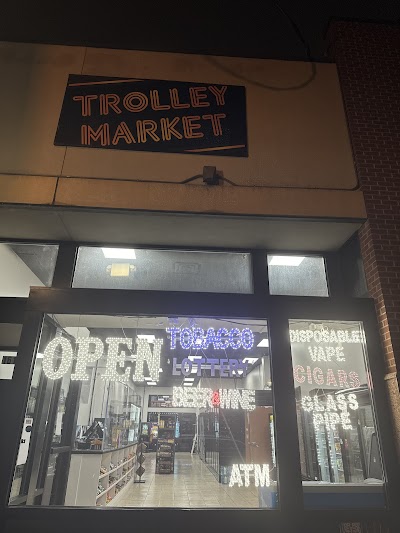 TROLLEY
MARKET
OPEN
TOBACCO
LOTTERY
BEER&WINE
ATM
DISPOSABLE
VAPE
CIGARS
GLASS
PIPE